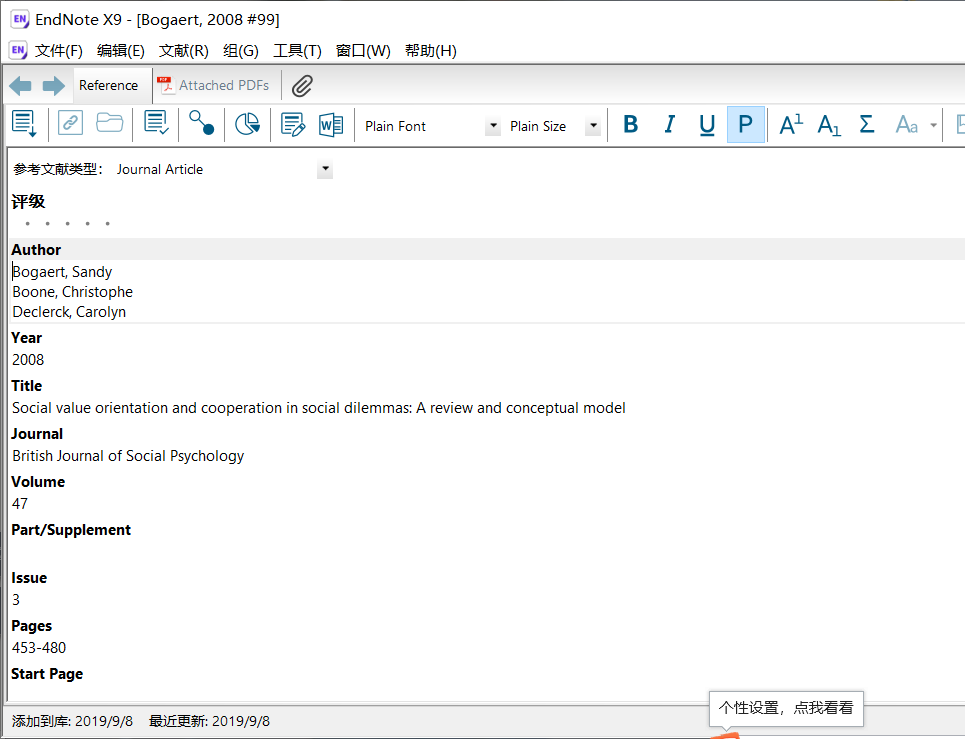 EN EndNote X9 - [Bogaert, 2008 #99]
EN 文件(F) 编辑(E) 文献(R) 组(G) 工具(T) 窗口(W) 帮助(H)
Reference PDF Attached PDFs
W Plain Font Plain Size B I U P A1 A1 Σ Aa
参考文献类型: Journal Article
评级
Author
Bogaert, Sandy
Boone, Christophe
Declerck, Carolyn
Year
2008
Title
Social value orientation and cooperation in social dilemmas: A review and conceptual model
Journal
British Journal of Social Psychology
Volume
47
Part/Supplement
Issue
3
Pages
453-480
Start Page
个性设置，点我看看
添加到库: 2019/9/8 最近更新: 2019/9/8